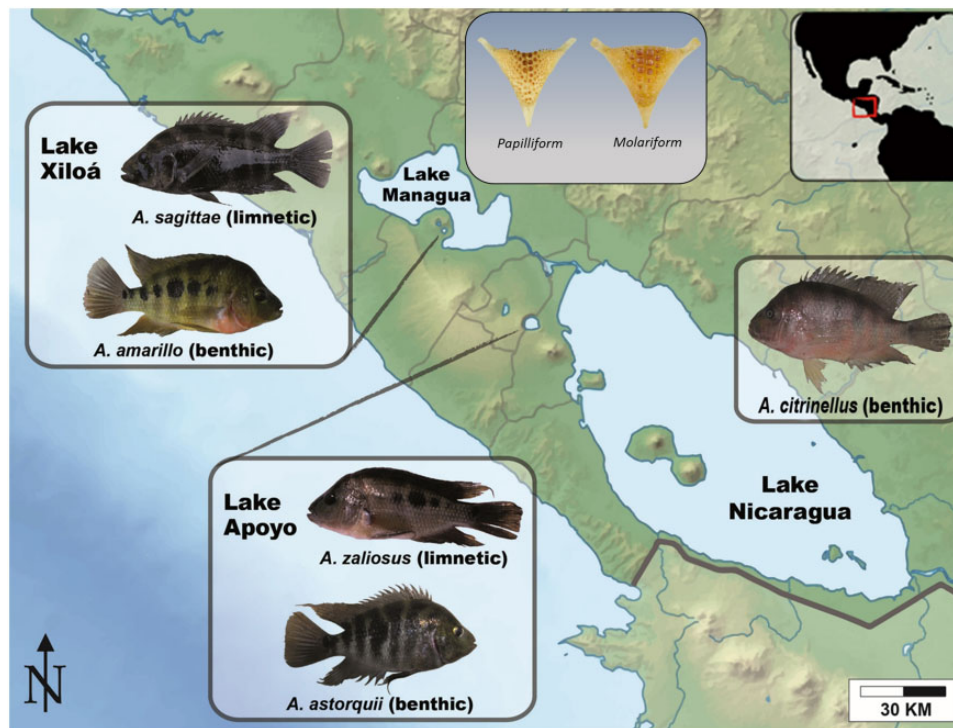 Papilliform
Molariform
Lake
Xiloá
A. sagittae (limnetic)
A. amarillo (benthic)
Lake
Managua
A. citrinellus (benthic)
Lake
Apoyo
A. zaliosus (limnetic)
A. astorquii (benthic)
Lake
Nicaragua
N
30 KM